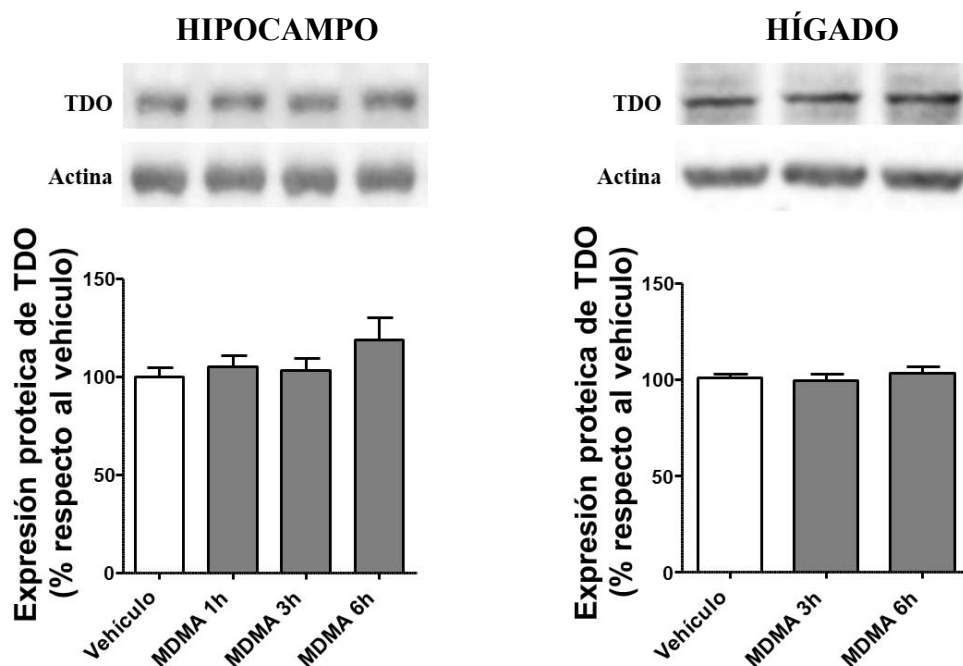 HIPOCAMPO
TDO
Actina
Expresión proteica de TDO
(% respecto al vehículo)
150
100
50
0
Vehículo
MDMA 1h
MDMA 3h
MDMA 6h
HÍGADO
TDO
Actina
Expresión proteica de TDO
(% respecto al vehículo)
150
100
50
0
Vehículo
MDMA 3h
MDMA 6h